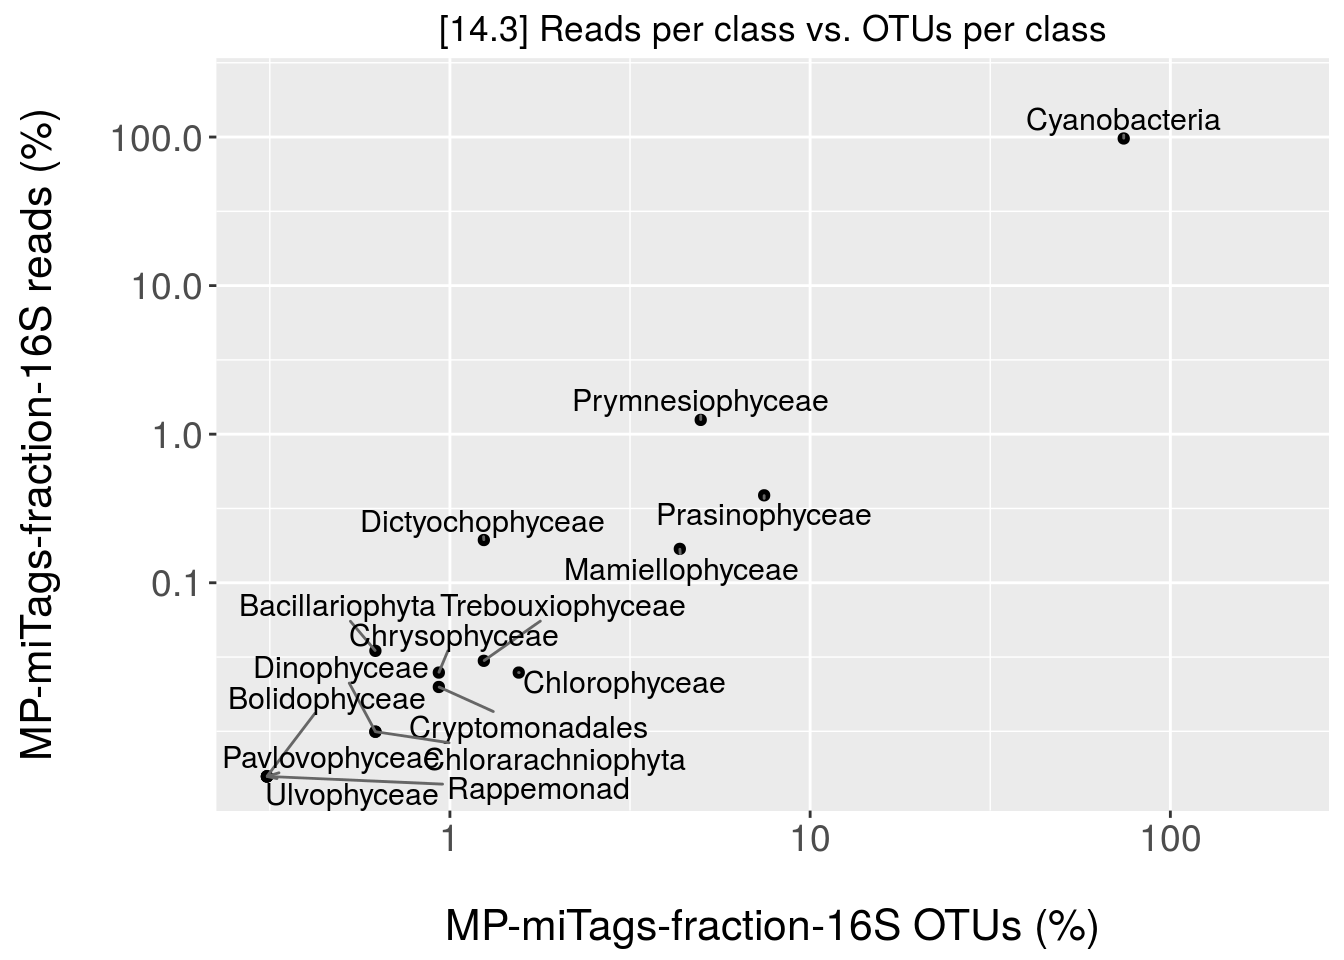 [14.3] Reads per class vs. OTUs per class
MP-miTags-fraction-16S reads (%)
100.0
10.0
1.0
0.1
Cyanobacteria
Prymnesiophyceae
Prasinophyceae
Dictyochophyceae
Mamiellophyceae
Bacillariophyta
Trebouxiophyceae
Chrysophyceae
Dinophyceae
Chlorophyceae
Bolidophyceae
Cryptomonadales
Pavlovophyceae
Chlorarachniophyta
Rappemonad
Ulvophyceae
1
10
100
MP-miTags-fraction-16S OTUs (%)